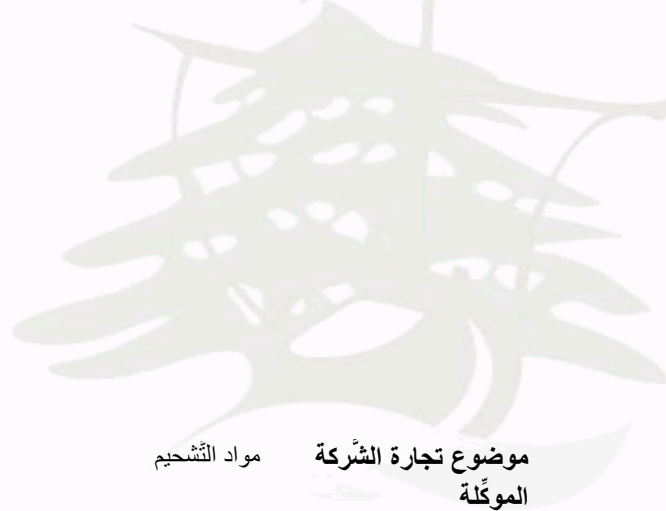 موضوع تجارة الشَّركة مواد التَّشحيم
الموكِّلة